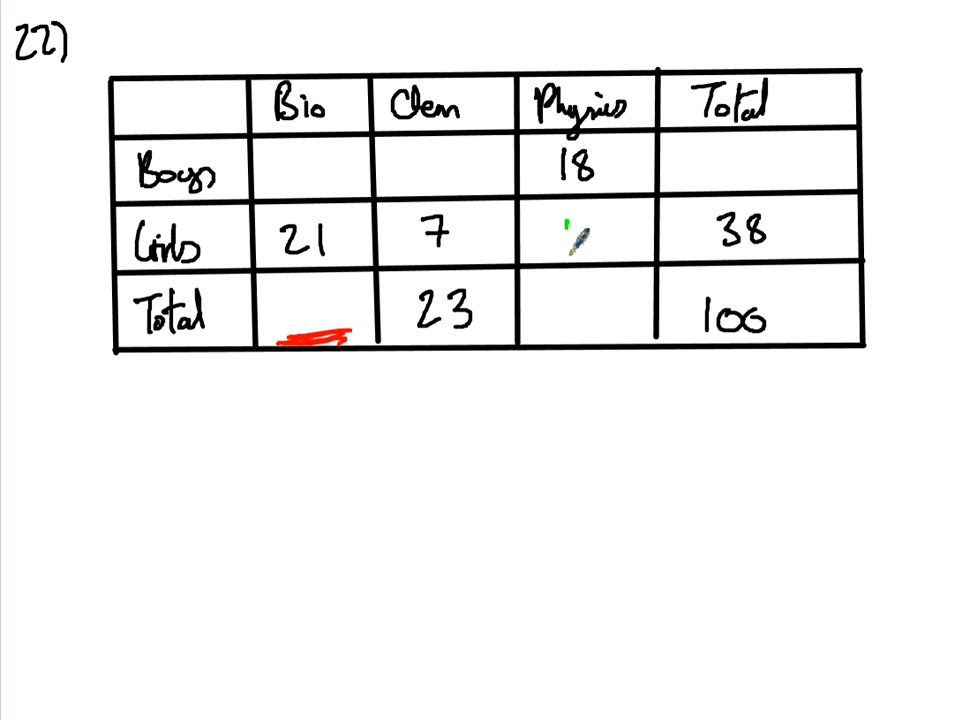 22)
Bio Chem Physics Total
Boys 18
Girls 21 7 38
Total 23 100